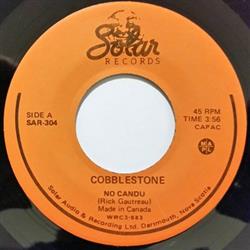 Solar
RECORDS
SIDE A
SAR-304
45 RPM
TIME 3:56
CAPAC
COBBLESTONE
NO CANDU
(Rick Gautreau)
Made in Canada
WRC3-683
Solar Audio & Recording Ltd. Dartmouth, Nova Scotia